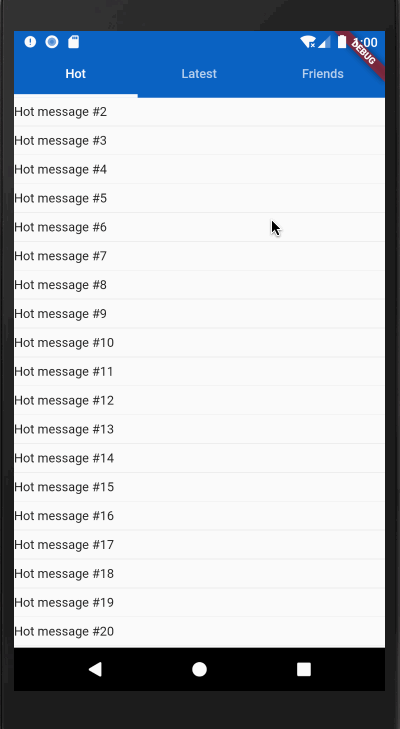 1:00
DEBUG
Hot Latest Friends
Hot message #2
Hot message #3
Hot message #4
Hot message #5
Hot message #6
Hot message #7
Hot message #8
Hot message #9
Hot message #10
Hot message #11
Hot message #12
Hot message #13
Hot message #14
Hot message #15
Hot message #16
Hot message #17
Hot message #18
Hot message #19
Hot message #20